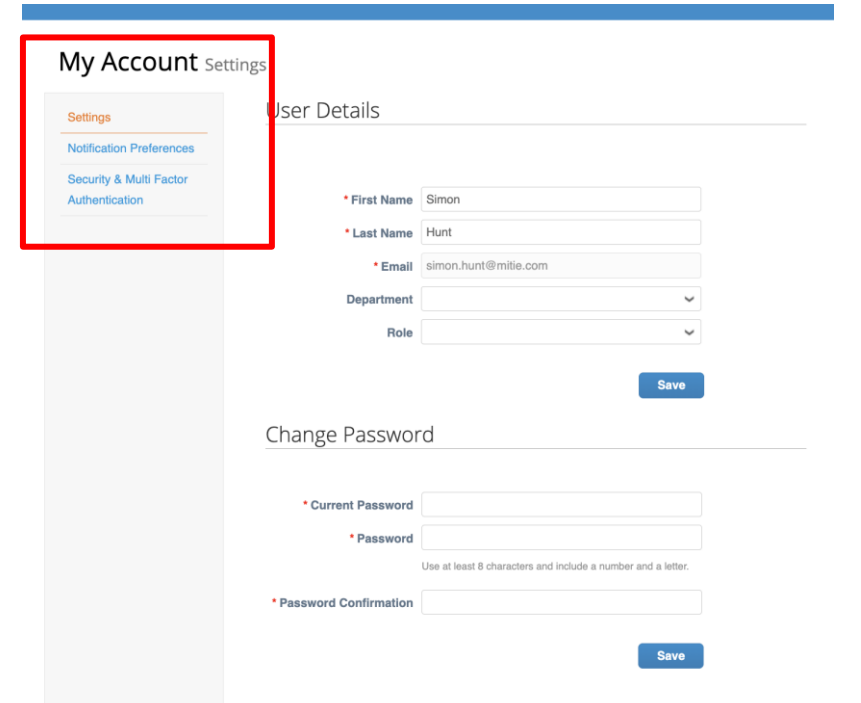 My Account Settings
Settings
Notification Preferences
Security & Multi Factor
Authentication
User Details
* First Name Simon
* Last Name Hunt
* Email simon.hunt@mitie.com
Department
Role
Save
Change Password
* Current Password
* Password
Use at least 8 characters and include a number and a letter.
* Password Confirmation
Save